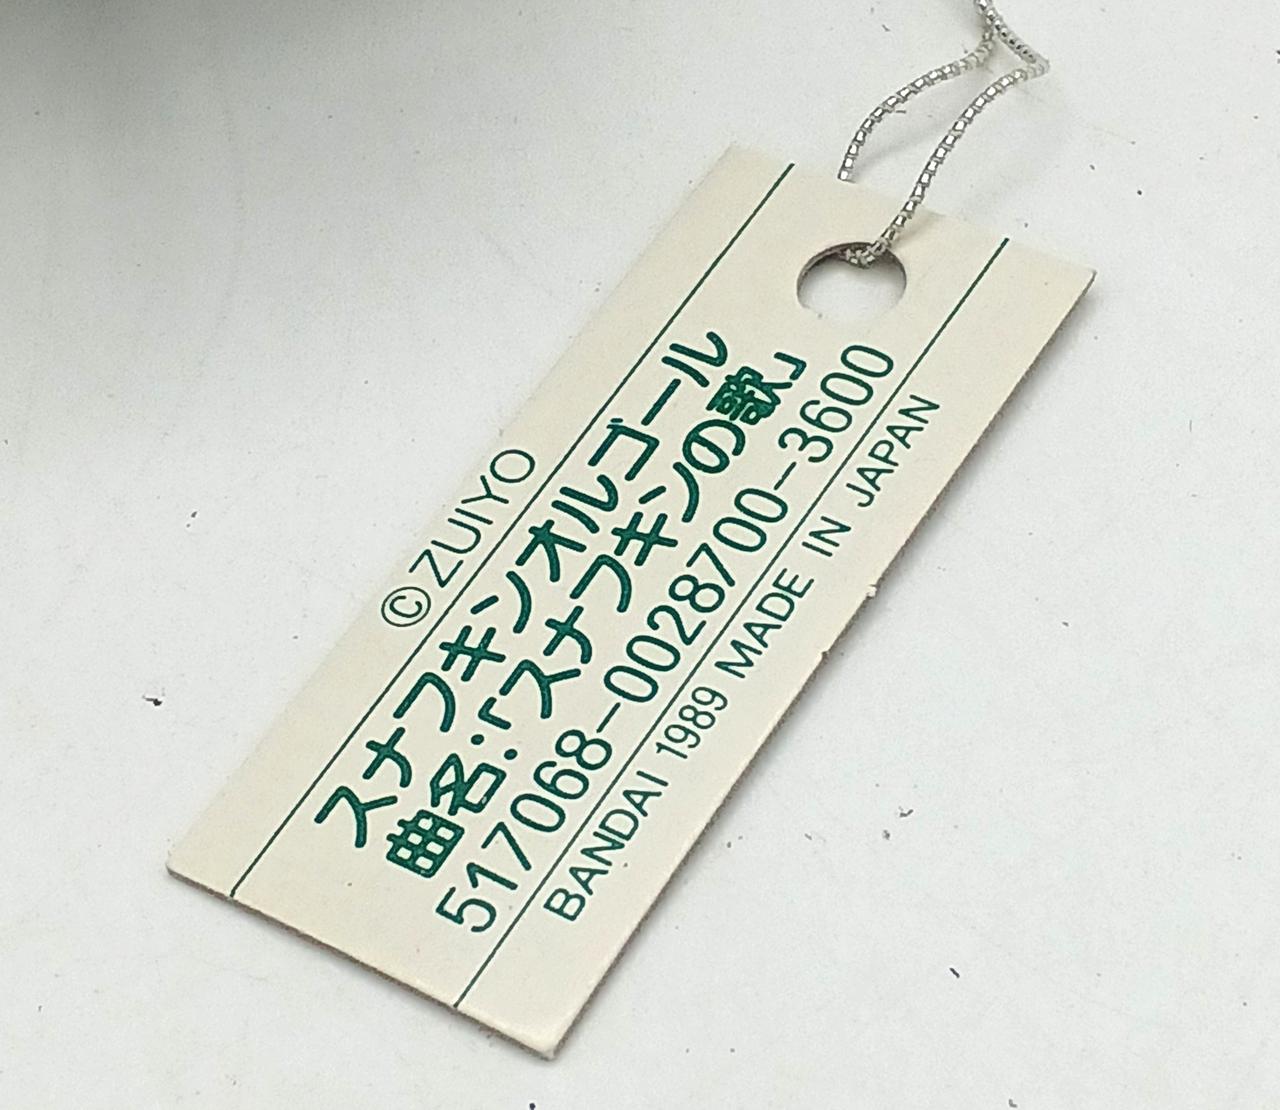 ©ZUIYO
スナフキンオルゴール
曲名:「スナフキンの歌」
517068-0028700-3600
BANDAI 1989 MADE IN JAPAN